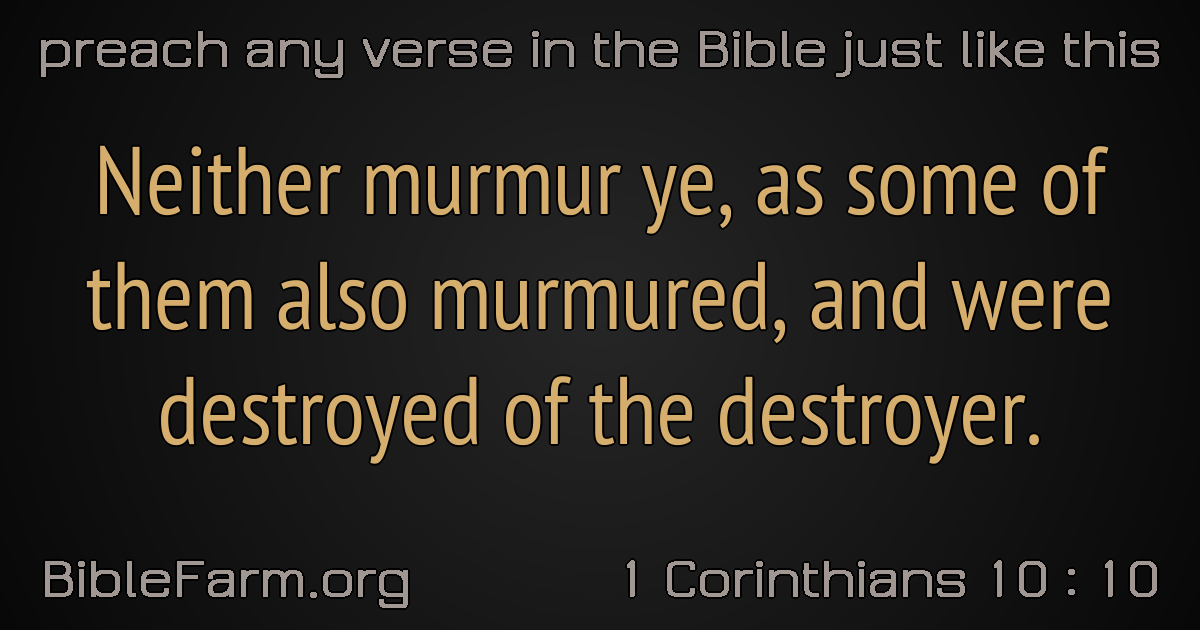 preach any verse in the Bible just like this
Neither murmur ye, as some of
them also murmured, and were
destroyed of the destroyer.
BibleFarm.org
1 Corinthians 10 : 10